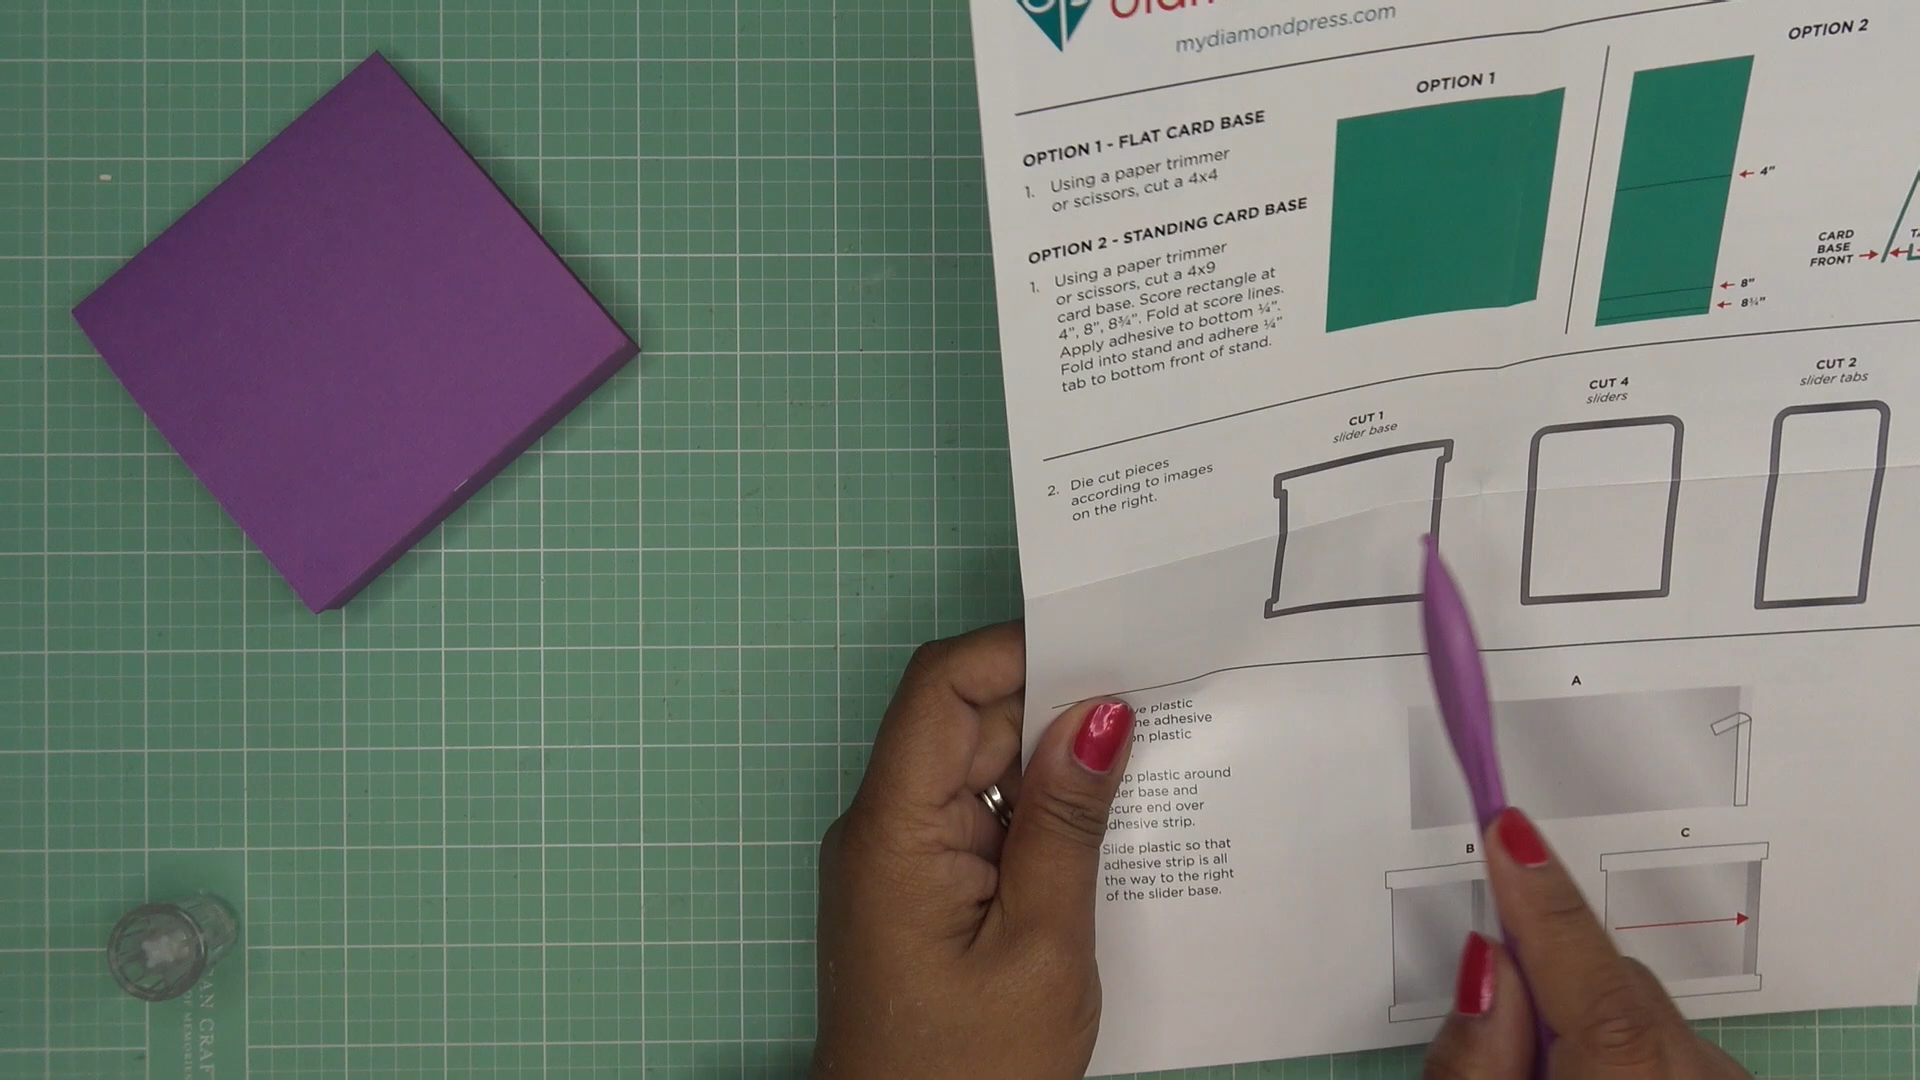 mydiamondpress.com
OPTION 1 - FLAT CARD BASE
1. Using a paper trimmer
or scissors, cut a 4x4
OPTION 2 - STANDING CARD BASE
1. Using a paper trimmer
or scissors, cut a 4x9
card base. Score rectangle at
4", 8", 8¾". Fold at score lines.
Apply adhesive to bottom ¼".
Fold into stand and adhere ¼"
tab to bottom front of stand.
OPTION 1
OPTION 2
4"
8"
8¾"
CARD
BASE
FRONT
2. Die cut pieces
according to images
on the right.
CUT 1
slider base
CUT 4
sliders
CUT 2
slider tabs
plastic
adhesive
plastic
plastic around
base and
end over
strip.
Slide plastic so that
adhesive strip is all
the way to the right
of the slider base.
A
B
C